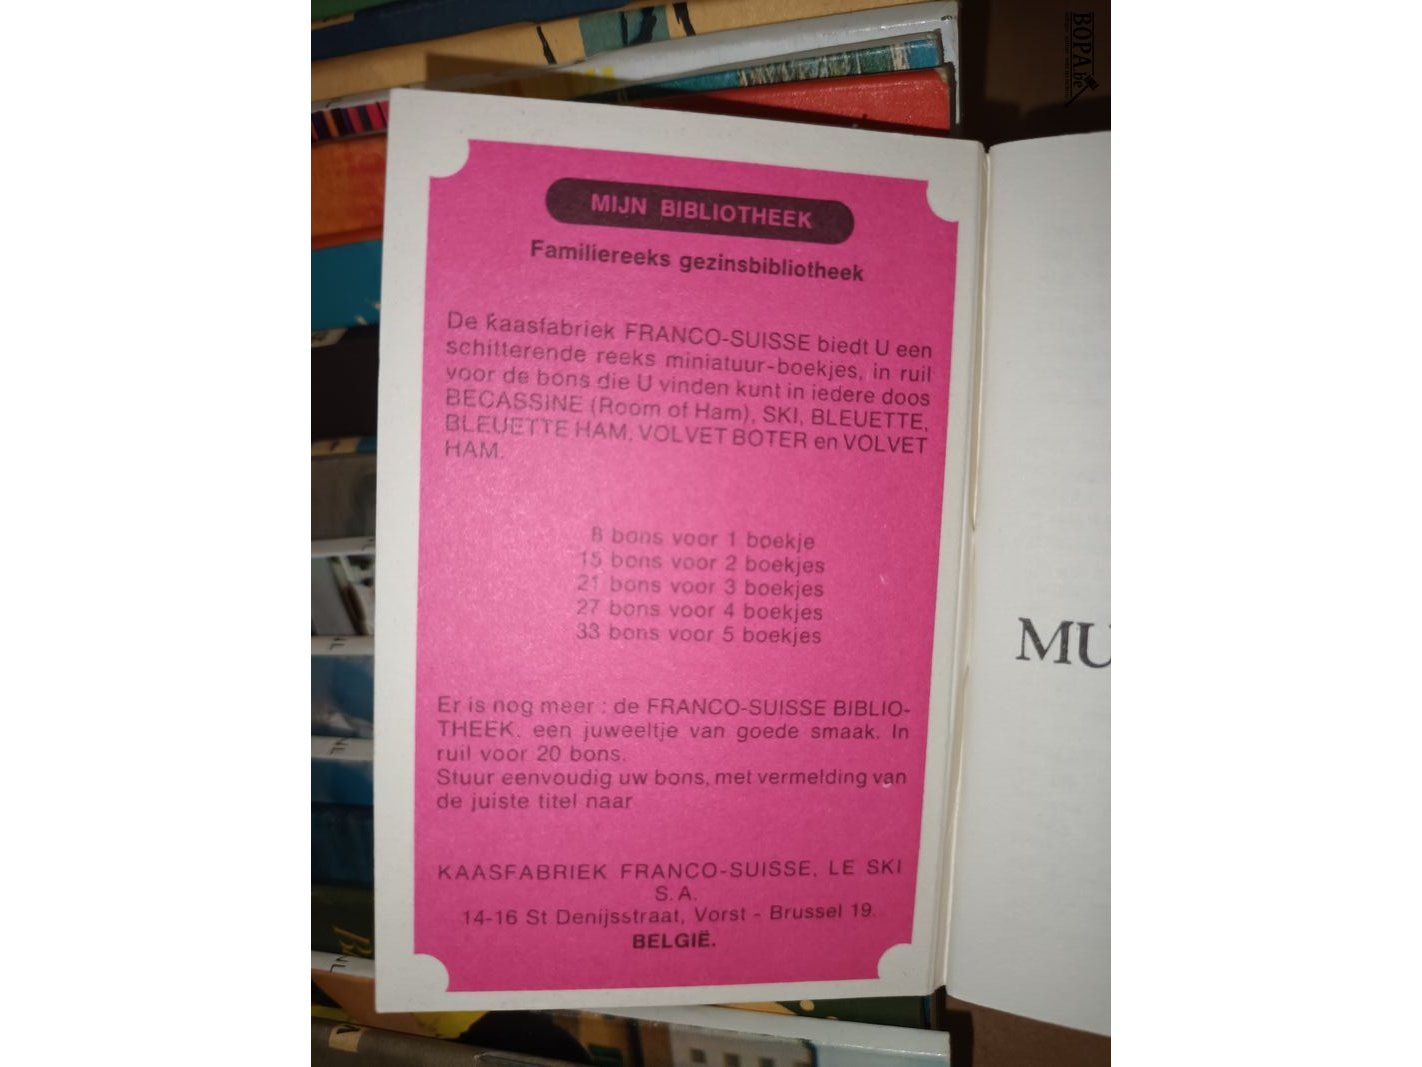 BOPA.be
MIJN BIBLIOTHEEK
Familiereeks gezinsbibliotheek
De kaasfabriek FRANCO-SUISSE biedt U een
schitterende reeks miniatuur-boekjes, in ruil
voor de bons die U vinden kunt in iedere doos
BECASSINE (Room of Ham), SKI, BLEUETTE,
BLEUETTE HAM, VOLVET BOTER en VOLVET
HAM.
8 bons voor 1 boekje
15 bons voor 2 boekjes
21 bons voor 3 boekjes
27 bons voor 4 boekjes
33 bons voor 5 boekjes
Er is nog meer : de FRANCO-SUISSE BIBLIO-
THEEK. een juweeltje van goede smaak. In
ruil voor 20 bons.
Stuur eenvoudig uw bons, met vermelding van
de juiste titel naar
KAASFABRIEK FRANCO-SUISSE, LE SKI
S.A.
14-16 St Denijsstraat, Vorst - Brussel 19.
BELGIË.
MU